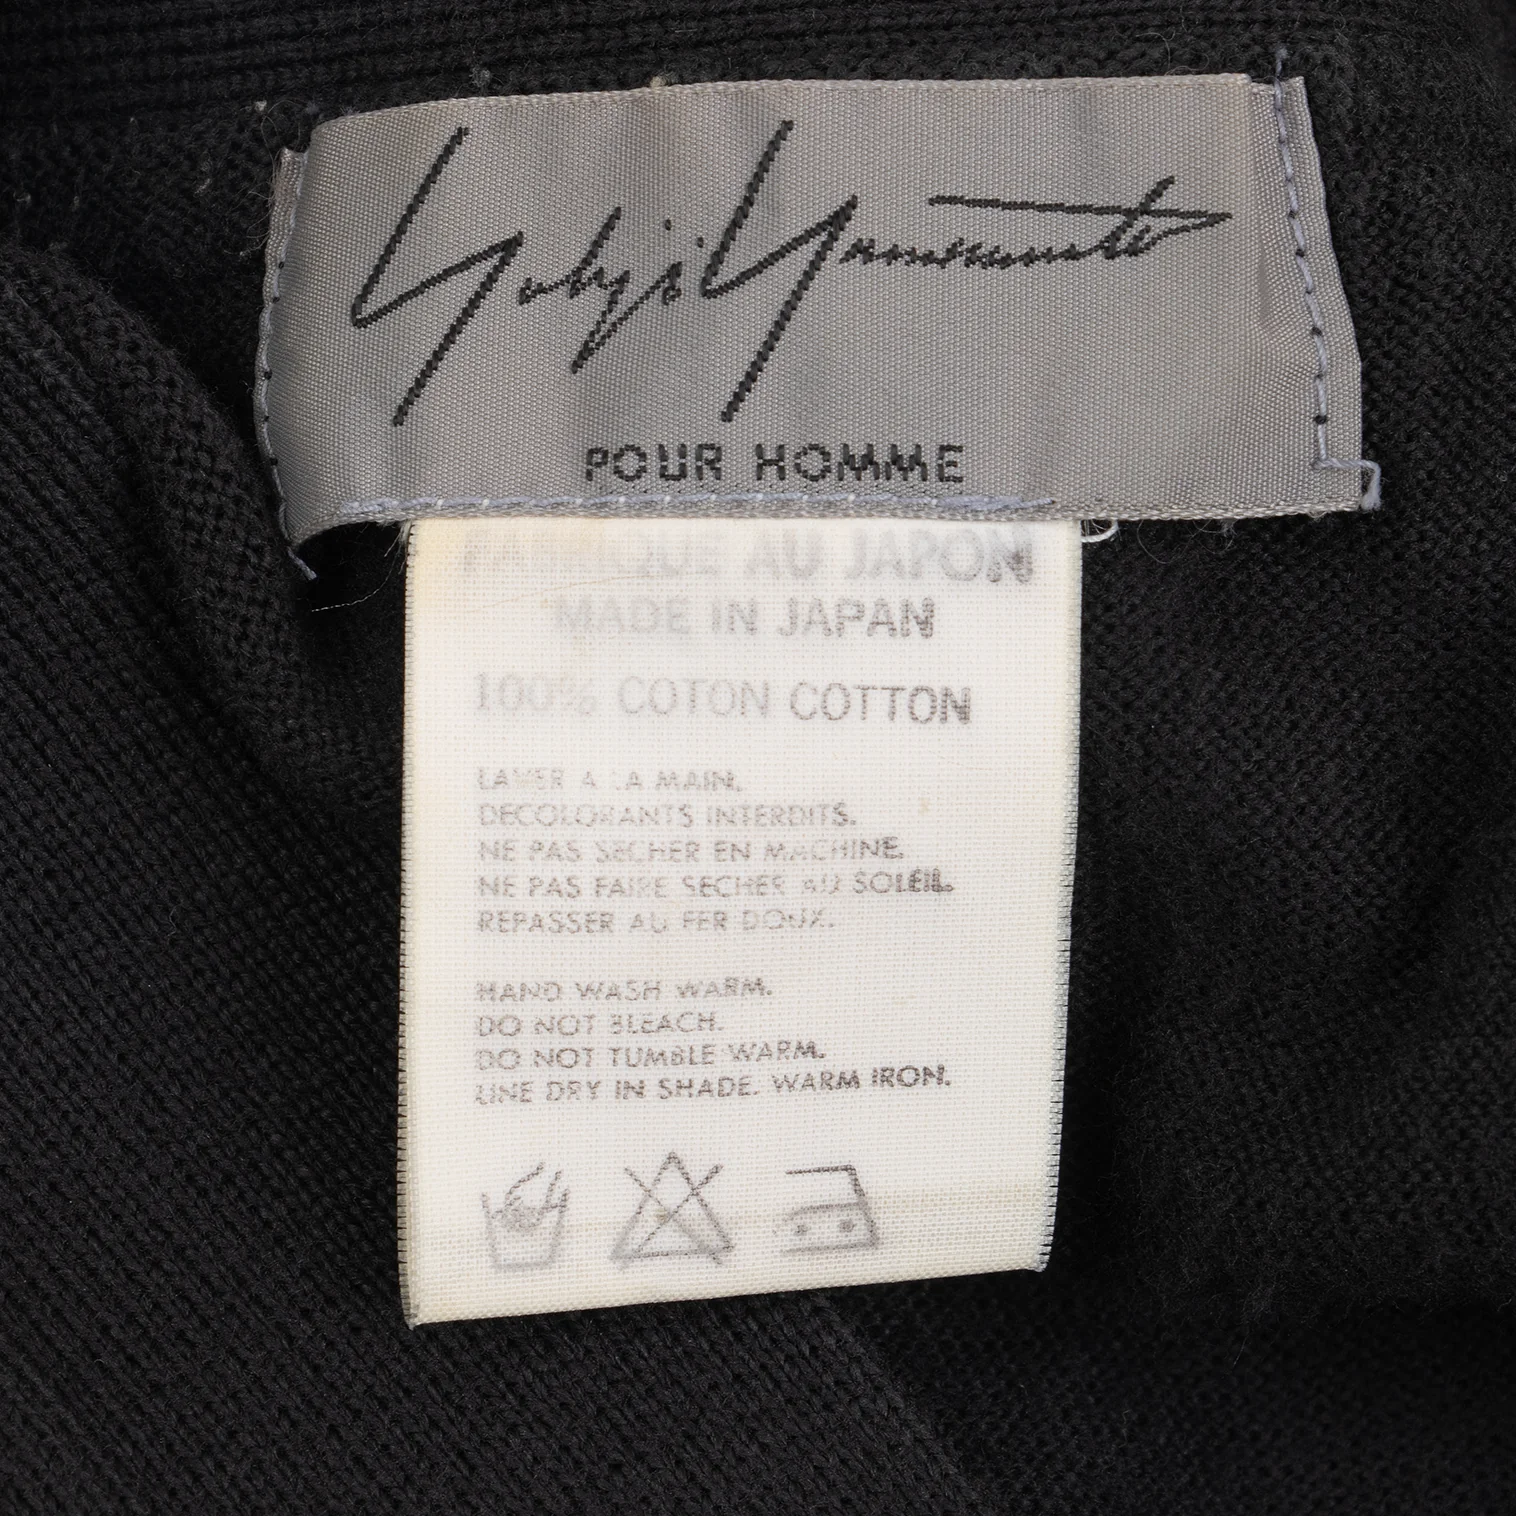 Yohji Yamamoto
POUR HOMME
FABRIQUE AU JAPON
MADE IN JAPAN
100% COTON COTTON
LAVER A LA MAIN.
DECOLORANTS INTERDITS.
NE PAS SECHER EN MACHINE.
NE PAS FAIRE SECHER AU SOLEIL.
REPASSER AU FER DOUX.
HAND WASH WARM.
DO NOT BLEACH.
DO NOT TUMBLE WARM.
LINE DRY IN SHADE. WARM IRON.